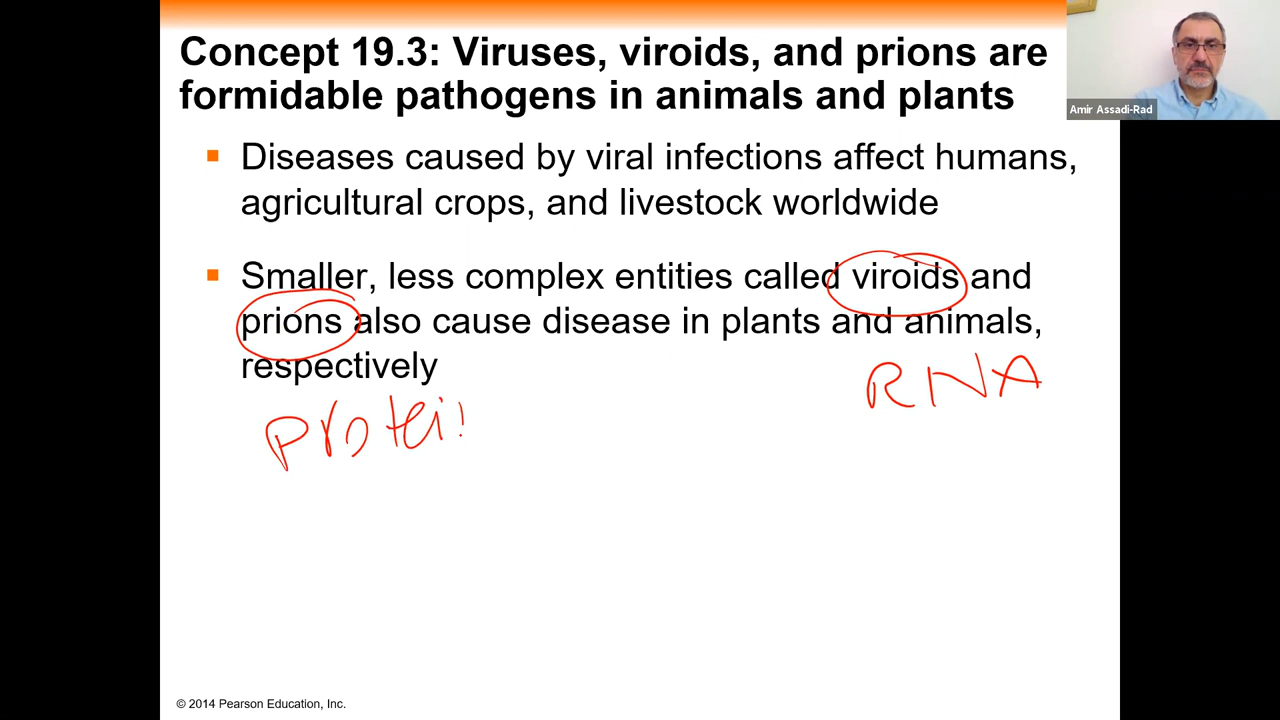 Concept 19.3: Viruses, viroids, and prions are
formidable pathogens in animals and plants
Amir Assadi-Rad
▪ Diseases caused by viral infections affect humans,
agricultural crops, and livestock worldwide
▪ Smaller, less complex entities called viroids and
prions also cause disease in plants and animals,
respectively
RNA
© 2014 Pearson Education, Inc.